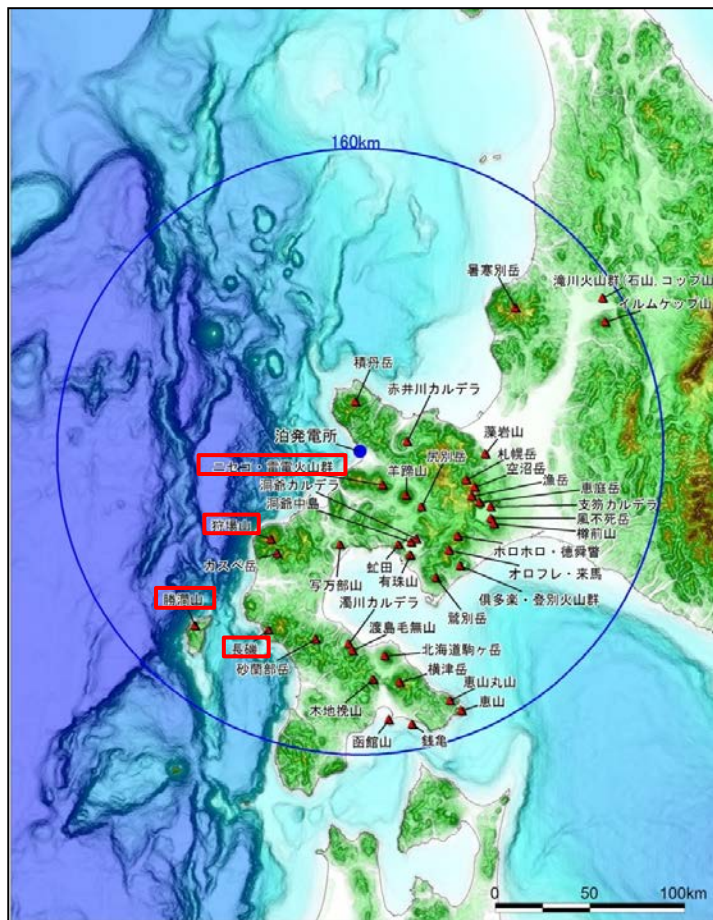 160km
暑寒別岳
滝川火山群(石山,コップ山
イルムケップ山
積丹岳
赤井川カルデラ
泊発電所
藻岩山
尻別岳
札幌岳
ニセコ・雷電火山群
羊蹄山
空沼岳
洞爺カルデラ
漁岳
恵庭岳
洞爺中島
支笏カルデラ
風不死岳
狩場山
樽前山
カスベ岳
ホロホロ・徳舜瞥
写万部山
虻田
有珠山
オロフレ・来馬
勝澗山
濁川カルデラ
倶多楽・登別火山群
鷲別岳
渡島毛無山
長磯
北海道駒ヶ岳
砂蘭部岳
横津岳
恵山丸山
木地挽山
恵山
函館山
銭亀
0 50 100km